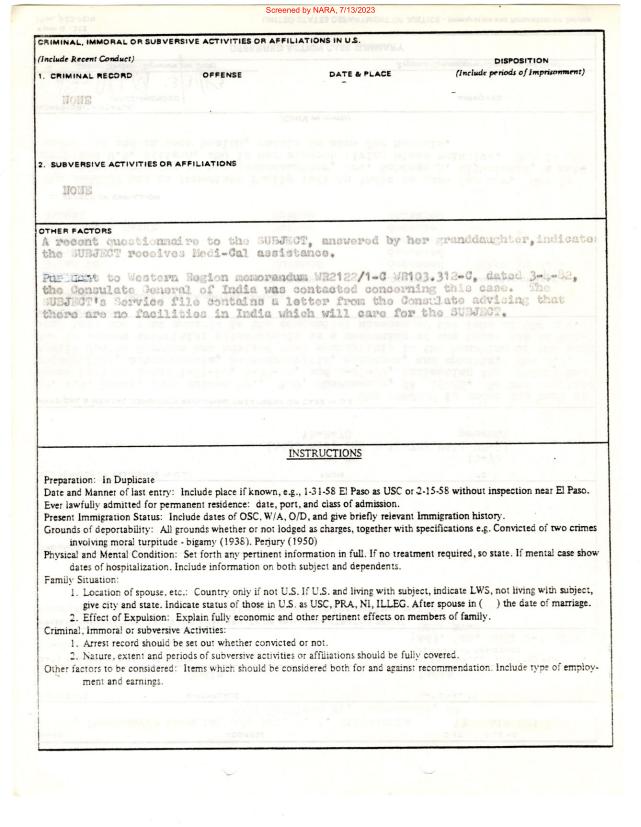 Screened by NARA, 7/13/2023
CRIMINAL, IMMORAL OR SUBVERSIVE ACTIVITIES OR AFFILIATIONS IN U.S.
(Include Recent Conduct)
DISPOSITION
1. CRIMINAL RECORD OFFENSE DATE & PLACE (Include periods of Imprisonment)
NONE
2. SUBVERSIVE ACTIVITIES OR AFFILIATIONS
NONE
OTHER FACTORS
A recent questionnaire to the SUBJECT, answered by her granddaughter, indicates
the SUBJECT receives Medi-Cal assistance.
Pursuant to Western Region memorandum WR2122/1-C WR103.312-C, dated 3-4-82,
the Consulate General of India was contacted concerning this case. The
SUBJECT's Service file contains a letter from the Consulate advising that
there are no facilities in India which will care for the SUBJECT.
INSTRUCTIONS
Preparation: In Duplicate
Date and Manner of last entry: Include place if known, e.g., 1-31-58 El Paso as USC or 2-15-58 without inspection near El Paso.
Ever lawfully admitted for permanent residence: date, port, and class of admission.
Present Immigration Status: Include dates of OSC, W/A, O/D, and give briefly relevant Immigration history.
Grounds of deportability: All grounds whether or not lodged as charges, together with specifications e.g. Convicted of two crimes
involving moral turpitude - bigamy (1938). Perjury (1950)
Physical and Mental Condition: Set forth any pertinent information in full. If no treatment required, so state. If mental case show
dates of hospitalization. Include information on both subject and dependents.
Family Situation:
1. Location of spouse, etc.: Country only if not U.S. If U.S. and living with subject, indicate LWS, not living with subject,
give city and state. Indicate status of those in U.S. as USC, PRA, NI, ILLEG. After spouse in ( ) the date of marriage.
2. Effect of Expulsion: Explain fully economic and other pertinent effects on members of family.
Criminal, Immoral or subversive Activities:
1. Arrest record should be set out whether convicted or not.
2. Nature, extent and periods of subversive activities or affiliations should be fully covered.
Other factors to be considered: Items which should be considered both for and against recommendation. Include type of employ-
ment and earnings.